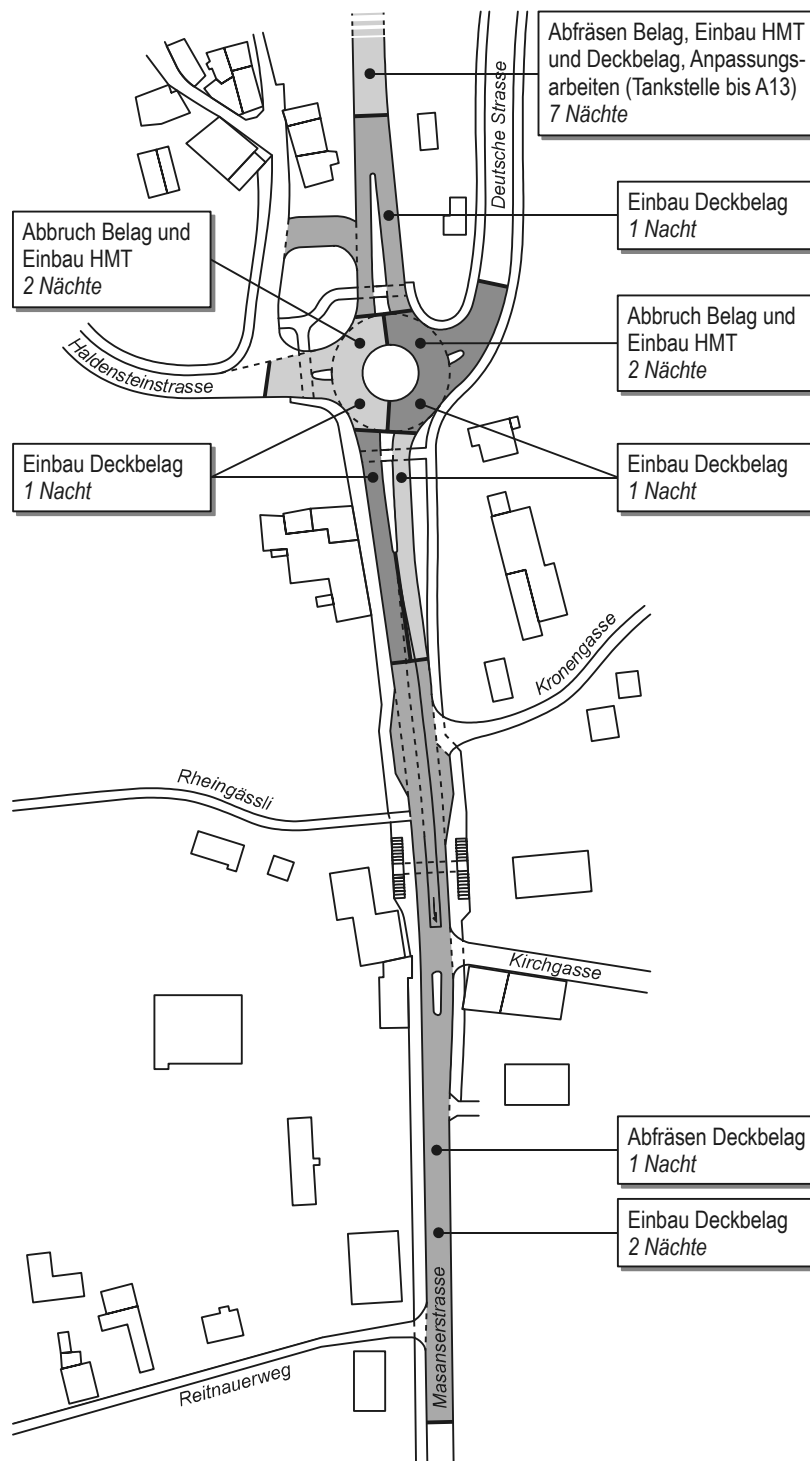 Abfräsen Belag, Einbau HMT
und Deckbelag, Anpassungs-
arbeiten (Tankstelle bis A13)
7 Nächte
Deutsche Strasse
Einbau Deckbelag
1 Nacht
Abbruch Belag und
Einbau HMT
2 Nächte
Abbruch Belag und
Einbau HMT
2 Nächte
Haldensteinstrasse
Einbau Deckbelag
1 Nacht
Einbau Deckbelag
1 Nacht
Kronengasse
Rheingässli
Kirchgasse
Abfräsen Deckbelag
1 Nacht
Einbau Deckbelag
2 Nächte
Masanserstrasse
Reitnauerweg